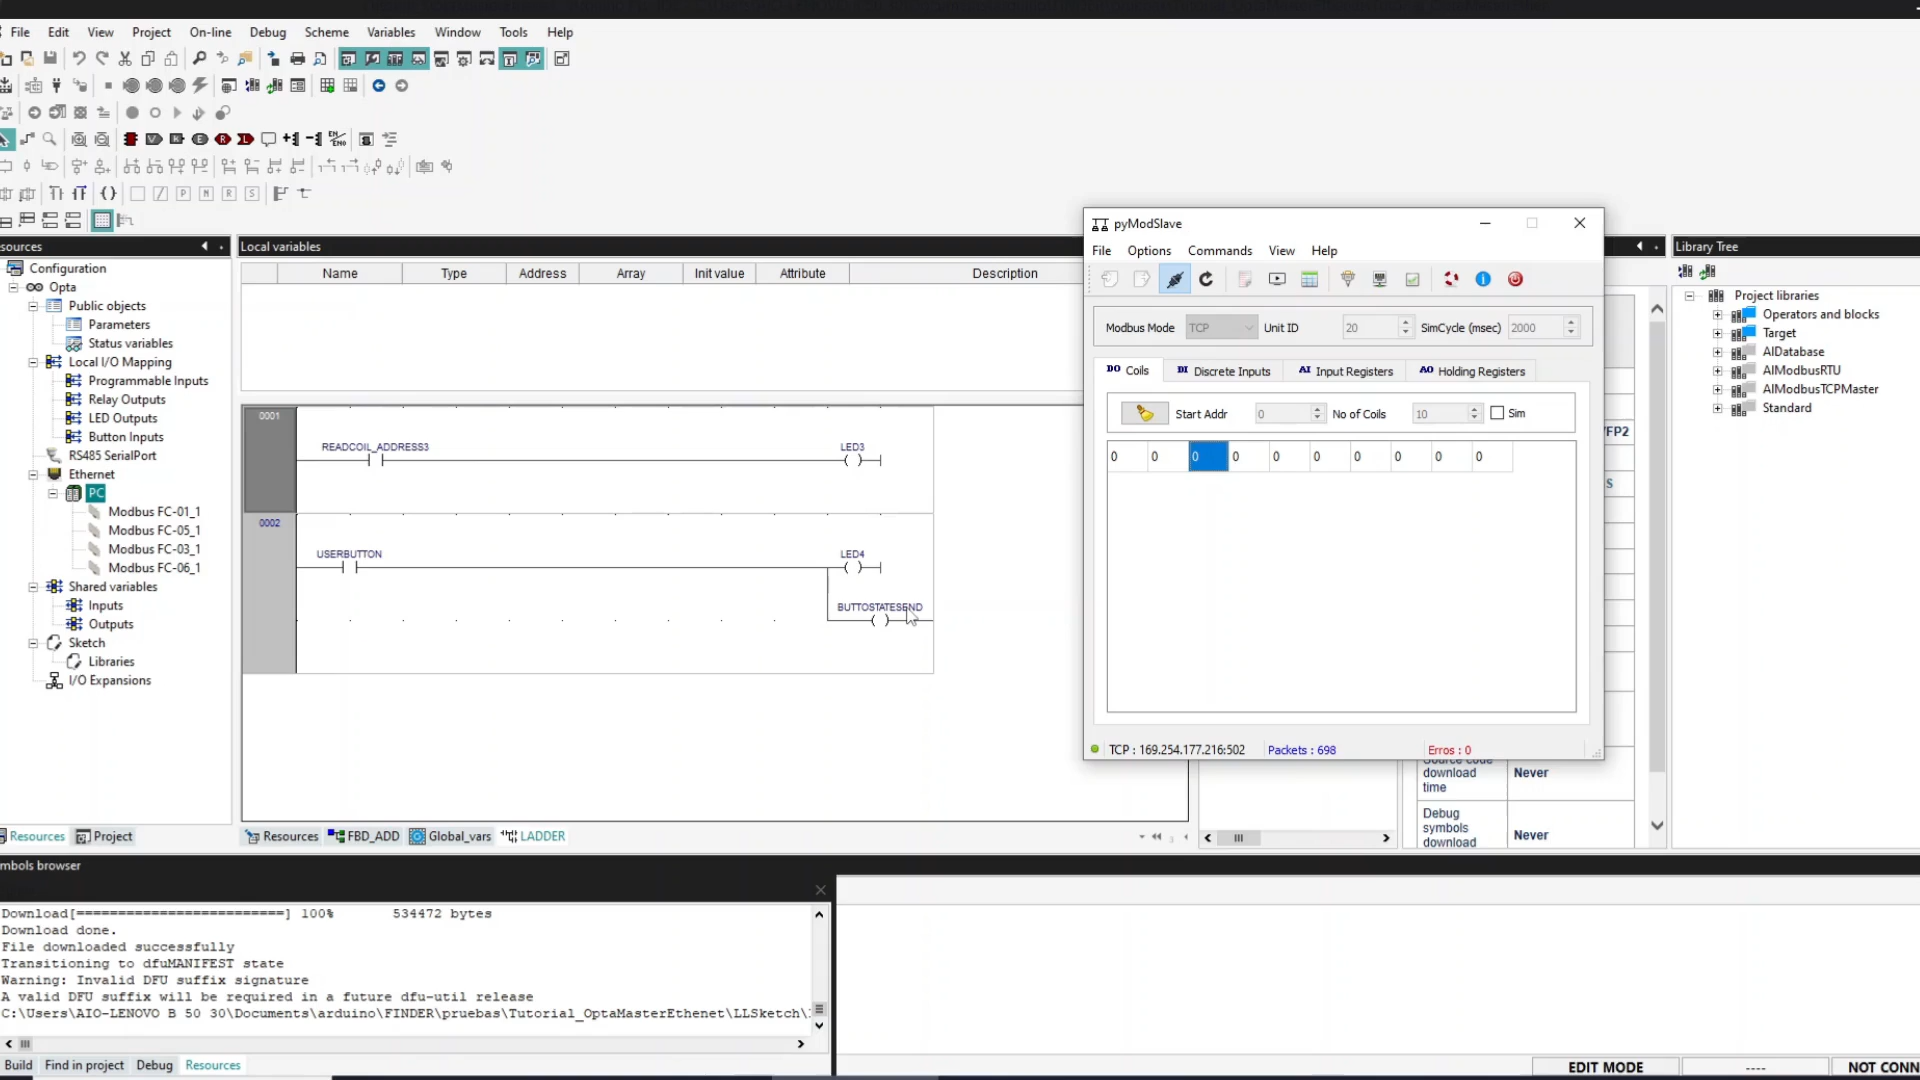 File Edit View Project On-line Debug Scheme Variables Window Tools Help
sources
Configuration
Opta
Public objects
Parameters
Status variables
Local I/O Mapping
Programmable Inputs
Relay Outputs
LED Outputs
Button Inputs
RS485 SerialPort
Ethernet
PC
Modbus FC-01_1
Modbus FC-05_1
Modbus FC-03_1
Modbus FC-06_1
Shared variables
Inputs
Outputs
Sketch
Libraries
I/O Expansions
Resources Project
Local variables
Name Type Address Array Init value Attribute Description
0001
READCOIL_ADDRESS3 LED3
0002
USERBUTTON LED4
BUTTOSTATESEND
Resources FBD_ADD Global_vars LADDER
pyModSlave
File Options Commands View Help
Modbus Mode TCP Unit ID 20 SimCycle (msec) 2000
DO Coils DI Discrete Inputs AI Input Registers AO Holding Registers
Start Addr 0 No of Coils 10 Sim
0 0 0 0 0 0 0 0 0 0
TCP : 169.254.177.216:502 Packets : 698 Erros : 0
/FP2
S
Source code
download
time
Never
Debug
symbols
download
Never
Library Tree
Project libraries
Operators and blocks
Target
AIDatabase
AIModbusRTU
AIModbusTCPMaster
Standard
mbols browser
Download[=========================] 100% 534472 bytes
Download done.
File downloaded successfully
Transitioning to dfuMANIFEST state
Warning: Invalid DFU suffix signature
A valid DFU suffix will be required in a future dfu-util release
C:\Users\AIO-LENOVO B 50 30\Documents\arduino\FINDER\pruebas\Tutorial_OptaMasterEthenet\LLSketch\
Build Find in project Debug Resources
EDIT MODE ---- NOT CONN